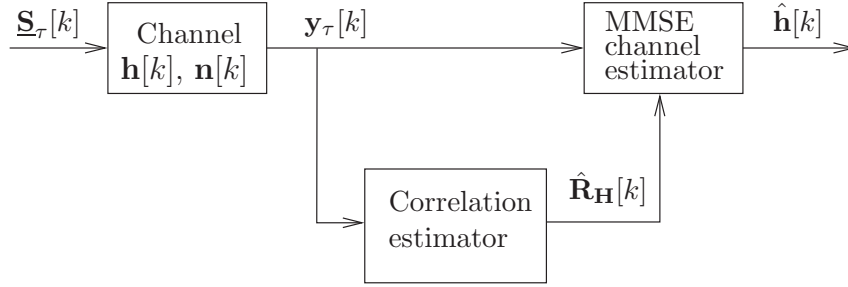 S_τ[k]
Channel
h[k], n[k]
y_τ[k]
MMSE
channel
estimator
ĥ[k]
Correlation
estimator
R̂_H[k]